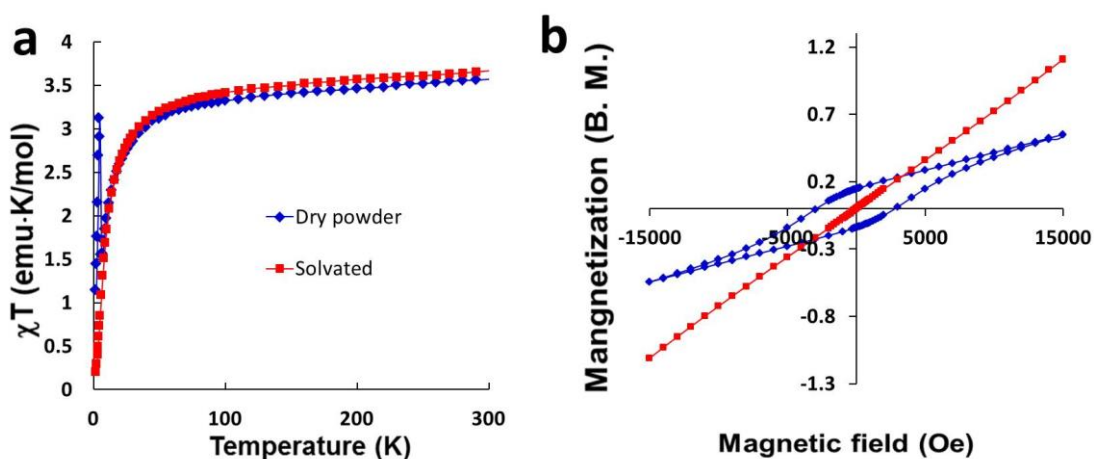 a
χT (emu·K/mol)
4
3.5
3
2.5
2
1.5
1
0.5
0
0
100
200
300
Temperature (K)
Dry powder
Solvated
b
Mangnetization (B. M.)
1.2
0.7
0.2
-0.3
-0.8
-1.3
-15000
-5000
5000
15000
Magnetic field (Oe)